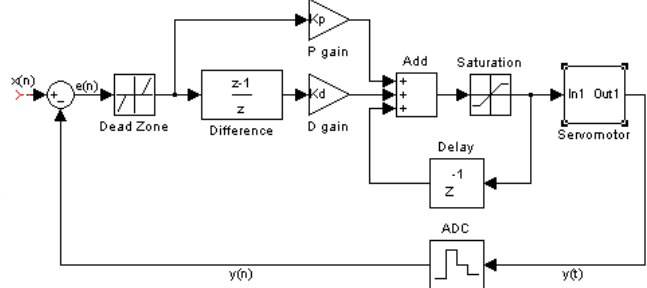 Kp
P gain
x(n)
e(n)
Dead Zone
z-1
z
Difference
Kd
D gain
Add
+
+
+
Saturation
In1 Out1
Servomotor
Delay
-1
Z
ADC
y(n)
y(t)